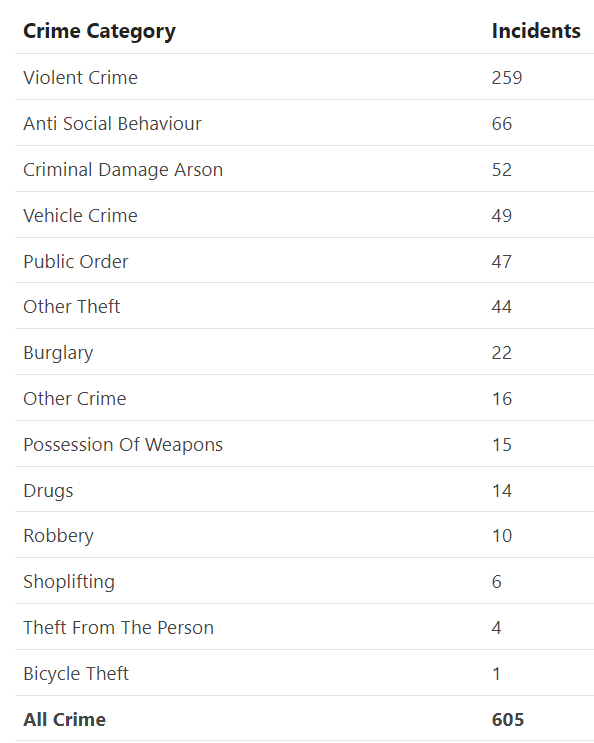 Crime Category Incidents
Violent Crime 259
Anti Social Behaviour 66
Criminal Damage Arson 52
Vehicle Crime 49
Public Order 47
Other Theft 44
Burglary 22
Other Crime 16
Possession Of Weapons 15
Drugs 14
Robbery 10
Shoplifting 6
Theft From The Person 4
Bicycle Theft 1
All Crime 605